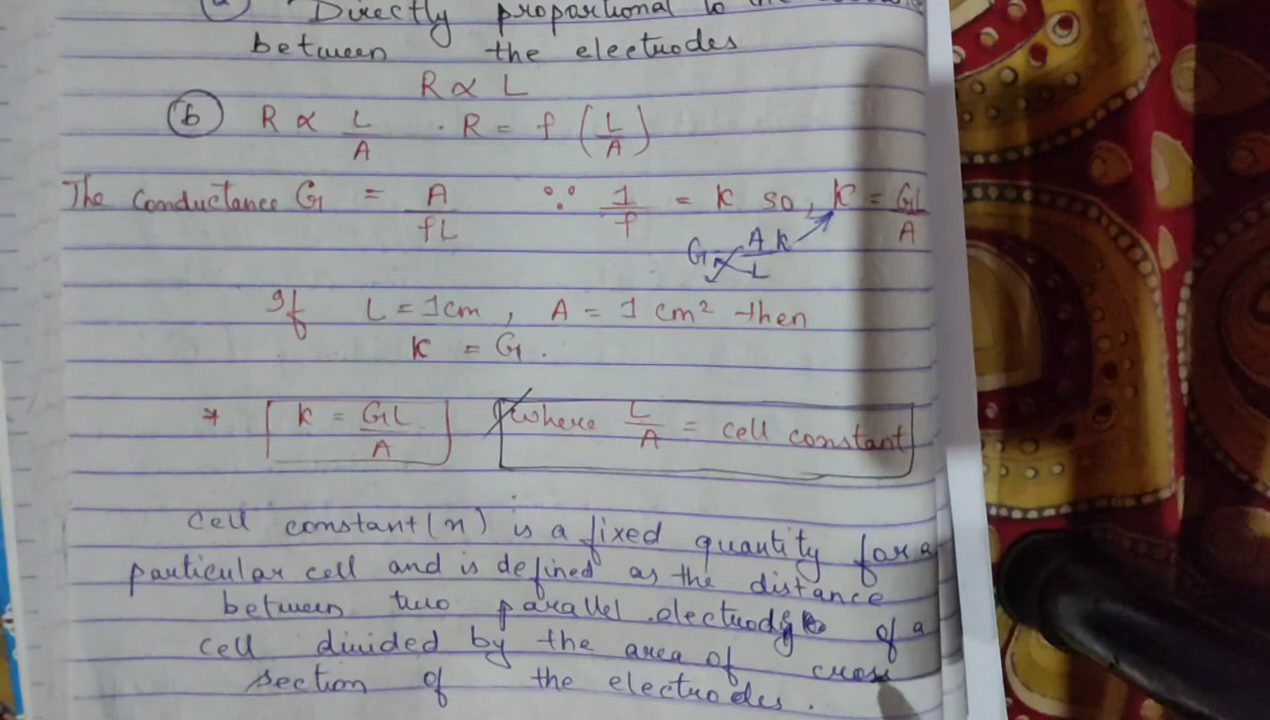 (a) Directly proportional to the
between the electrodes
R ∝ L
(b) R ∝ L/A . R = f (L/A)
The Conductance G = A/fL ∵ 1/f = K so, K = GL/A
G = A K/L
If L = 1cm, A = 1 cm² then
K = G.
* K = GL/A where L/A = cell constant
Cell constant (x) is a fixed quantity for a
particular cell and is defined as the distance
between two parallel electrodes of a
cell divided by the area of cross
section of the electrodes.